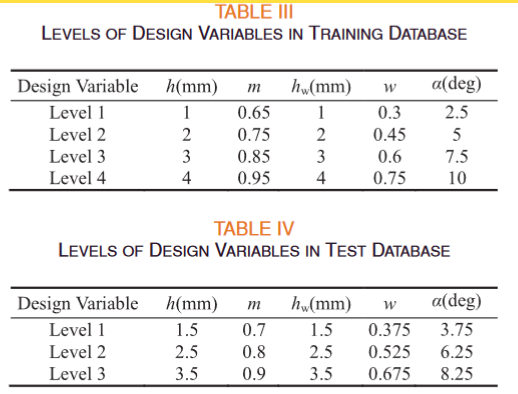 TABLE III
LEVELS OF DESIGN VARIABLES IN TRAINING DATABASE
Design Variable h(mm) m hw(mm) w α(deg)
Level 1 1 0.65 1 0.3 2.5
Level 2 2 0.75 2 0.45 5
Level 3 3 0.85 3 0.6 7.5
Level 4 4 0.95 4 0.75 10
TABLE IV
LEVELS OF DESIGN VARIABLES IN TEST DATABASE
Design Variable h(mm) m hw(mm) w α(deg)
Level 1 1.5 0.7 1.5 0.375 3.75
Level 2 2.5 0.8 2.5 0.525 6.25
Level 3 3.5 0.9 3.5 0.675 8.25